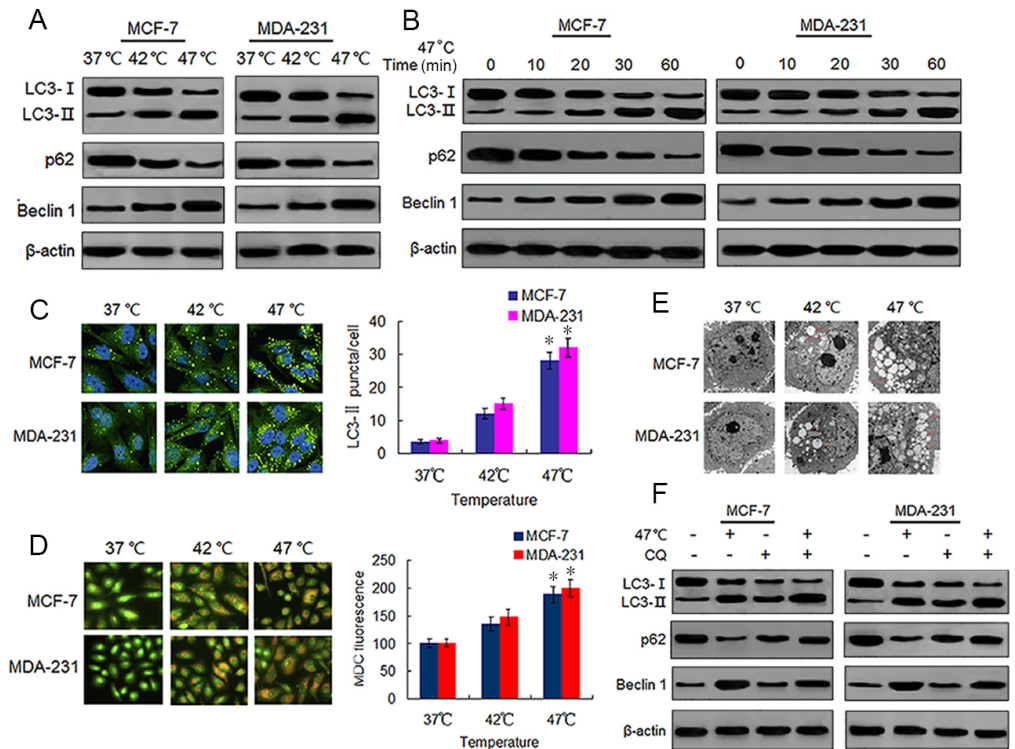 A
MCF-7 MDA-231
37℃ 42℃ 47℃ 37℃ 42℃ 47℃
LC3-Ⅰ
LC3-Ⅱ
p62
Beclin 1
β-actin
B
MCF-7 MDA-231
47℃
Time (min) 0 10 20 30 60 0 10 20 30 60
LC3-Ⅰ
LC3-Ⅱ
p62
Beclin 1
β-actin
C
37 ℃ 42 ℃ 47 ℃
MCF-7
MDA-231
MCF-7
MDA-231
LC3-Ⅱ puncta/cell
40
30
20
10
0
* *
37℃ 42℃ 47℃
Temperature
D
37 ℃ 42 ℃ 47 ℃
MCF-7
MDA-231
MCF-7
MDA-231
MDC fluorescence
250
200
150
100
50
0
* *
37℃ 42℃ 47℃
Temperature
E
37 ℃ 42 ℃ 47 ℃
MCF-7
MDA-231
F
MCF-7 MDA-231
47℃ - + - + - + - +
CQ - - + + - - + +
LC3-Ⅰ
LC3-Ⅱ
p62
Beclin 1
β-actin